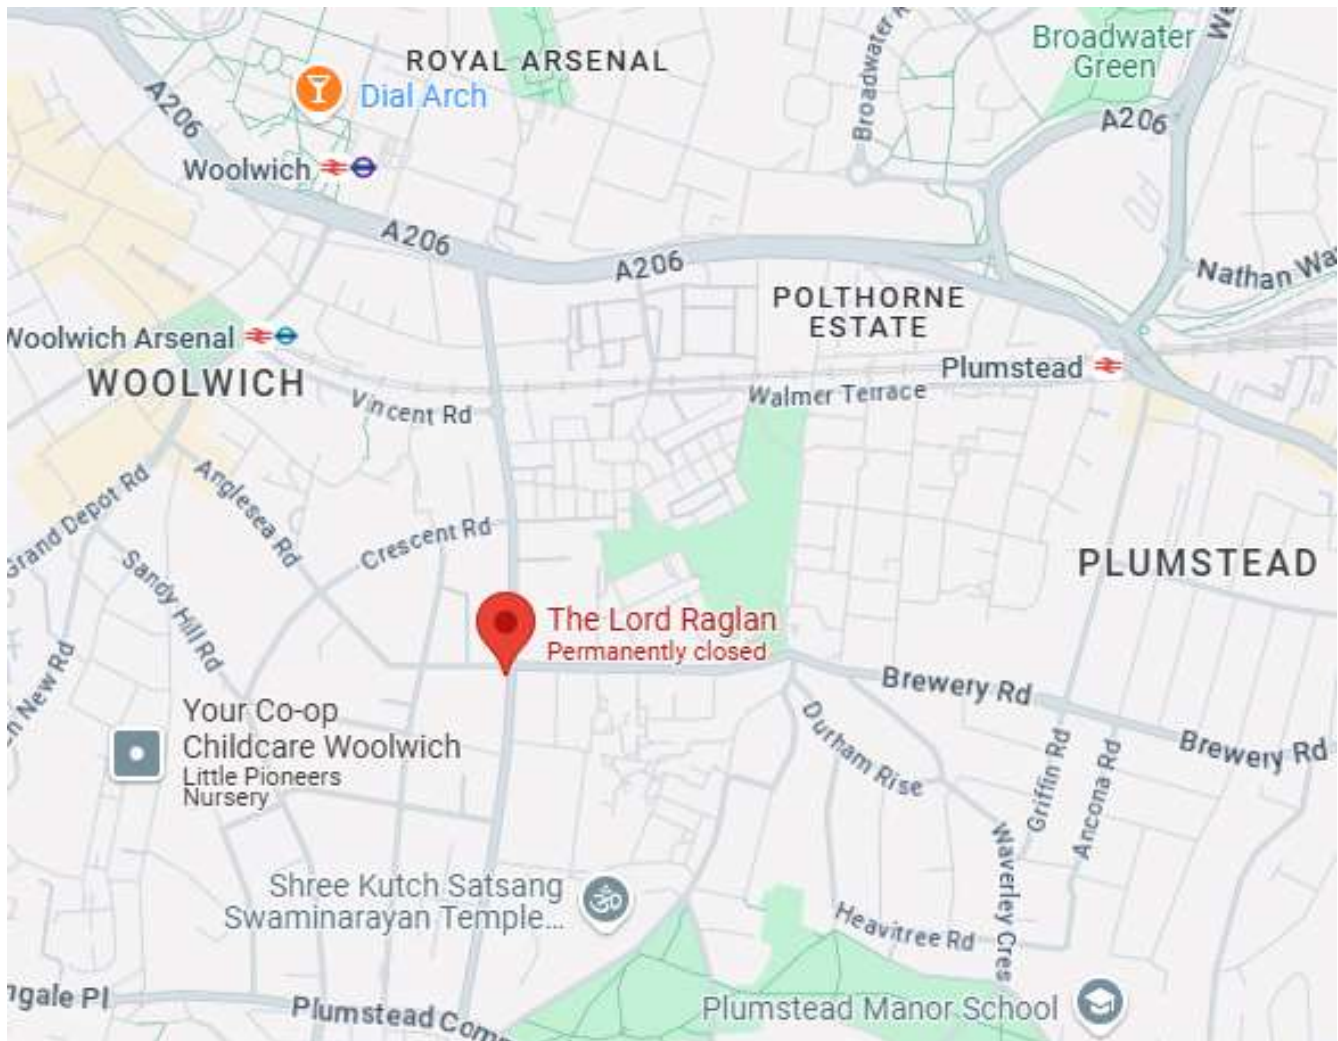 ROYAL ARSENAL
Broadwater
Green
Broadwater
A206
Dial Arch
A206
Woolwich
A206
A206
Nathan
POLTHORNE
ESTATE
Woolwich Arsenal
WOOLWICH
Plumstead
Walmer Terrace
Vincent Rd
Anglesea Rd
Grand Depot Rd
Crescent Rd
Sandy Hill Rd
PLUMSTEAD
The Lord Raglan
Permanently closed
New Rd
Brewery Rd
Durham Rise
Brewery Rd
Your Co-op
Childcare Woolwich
Little Pioneers
Nursery
Griffin Rd
Ancona Rd
Waverley Cres
Shree Kutch Satsang
Swaminarayan Temple...
Heavitree Rd
ngale Pl
Plumstead Com
Plumstead Manor School